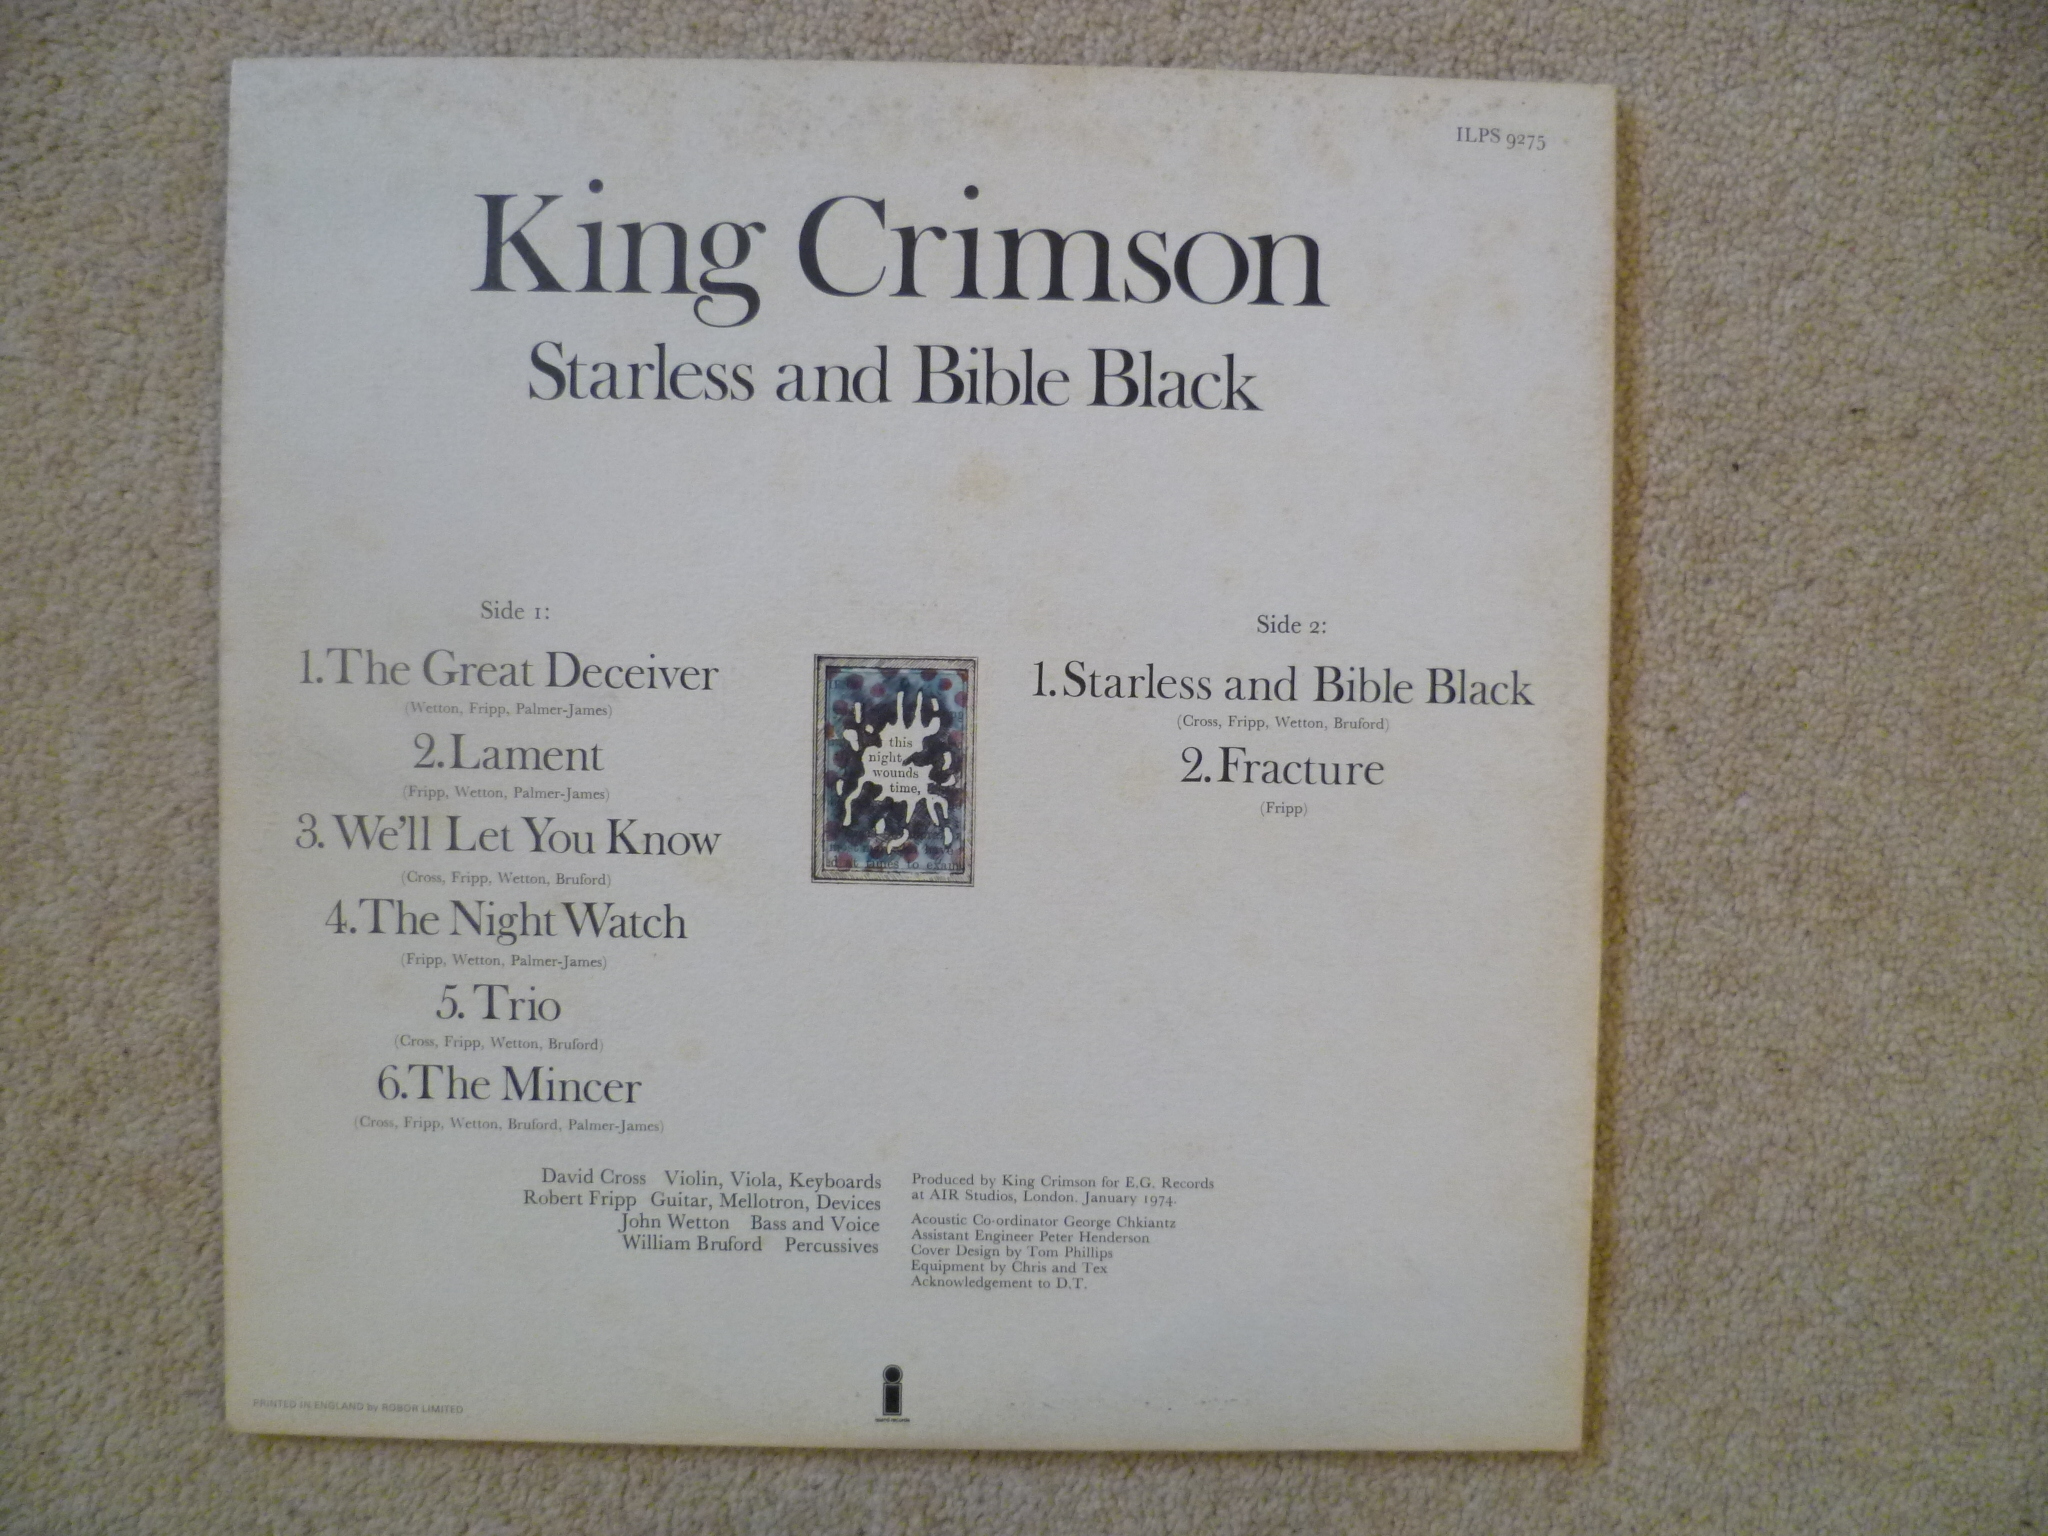 ILPS 9275
King Crimson
Starless and Bible Black
Side 1:
1. The Great Deceiver
(Wetton, Fripp, Palmer-James)
2. Lament
(Fripp, Wetton, Palmer-James)
3. We'll Let You Know
(Cross, Fripp, Wetton, Bruford)
4. The Night Watch
(Fripp, Wetton, Palmer-James)
5. Trio
(Cross, Fripp, Wetton, Bruford)
6. The Mincer
(Cross, Fripp, Wetton, Bruford, Palmer-James)
this
night
wounds
time,
Side 2:
1. Starless and Bible Black
(Cross, Fripp, Wetton, Bruford)
2. Fracture
(Fripp)
David Cross Violin, Viola, Keyboards
Robert Fripp Guitar, Mellotron, Devices
John Wetton Bass and Voice
William Bruford Percussives
Produced by King Crimson for E.G. Records
at AIR Studios, London. January 1974.
Acoustic Co-ordinator George Chkiantz
Assistant Engineer Peter Henderson
Cover Design by Tom Phillips
Equipment by Chris and Tex
Acknowledgement to D.T.
PRINTED IN ENGLAND by ROBOR LIMITED